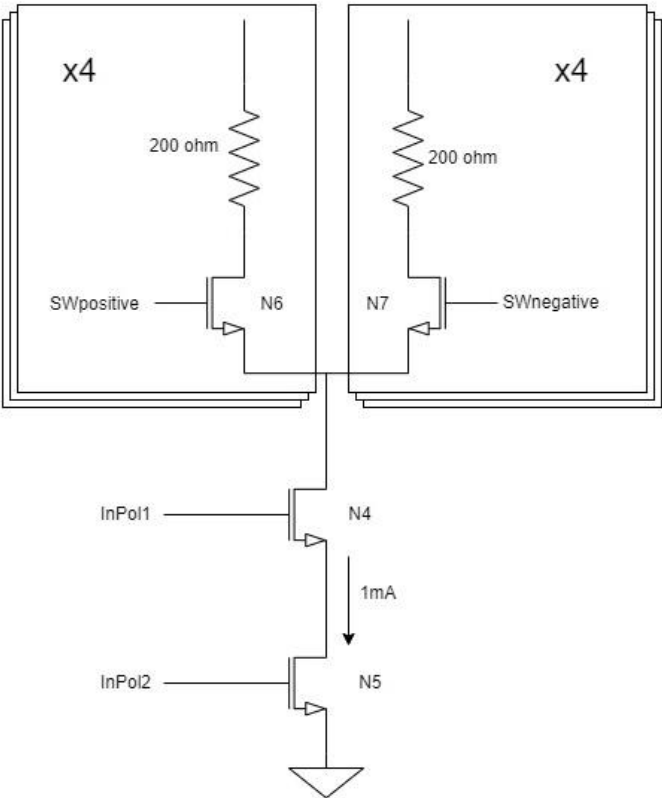 x4
x4
200 ohm
200 ohm
SWpositive
N6
N7
SWnegative
InPol1
N4
1mA
InPol2
N5